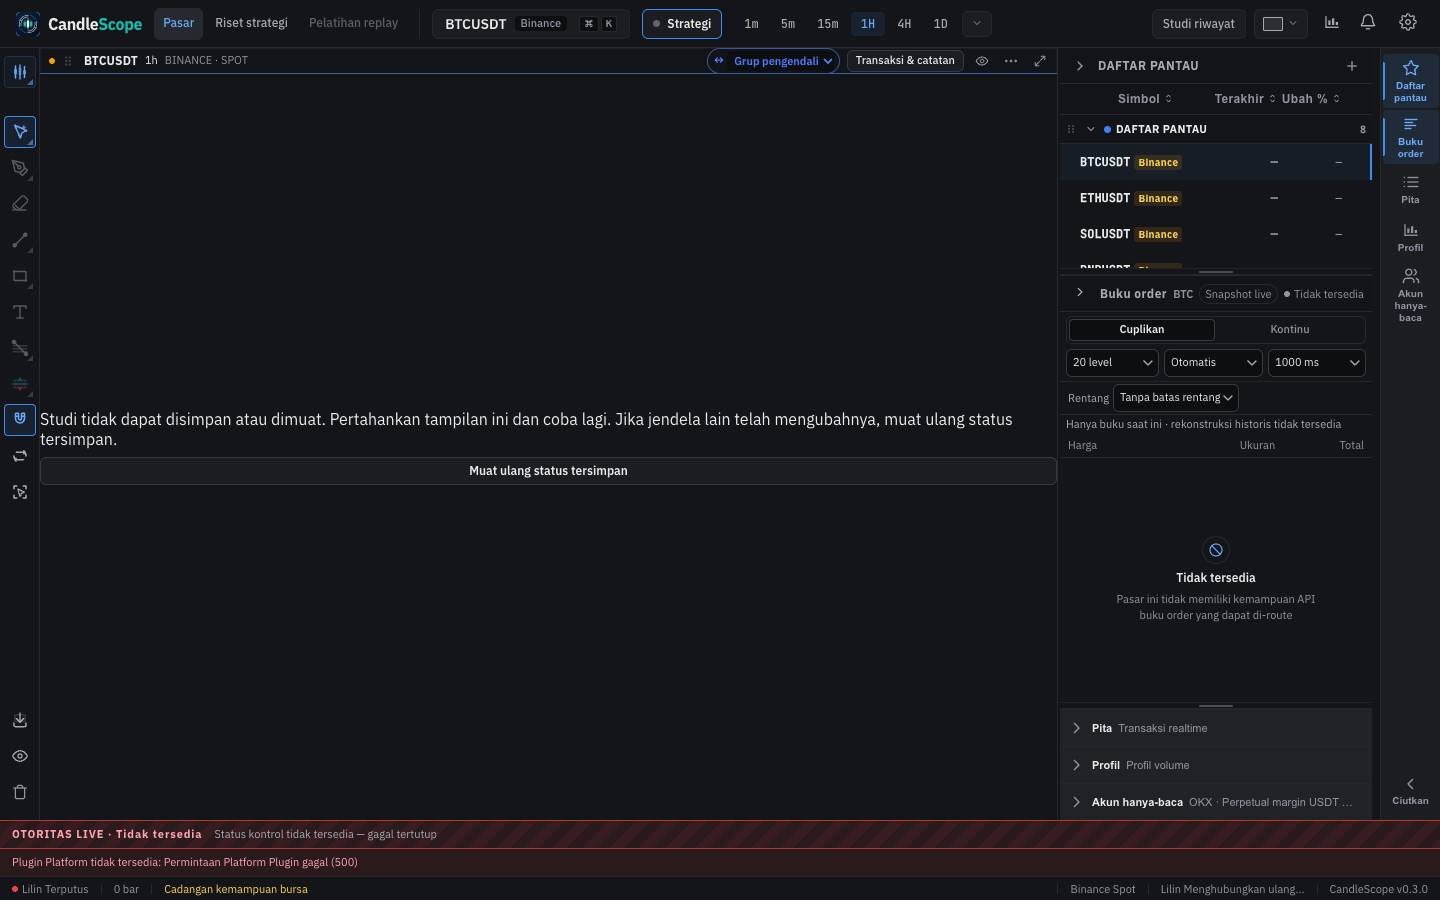 CandleScope
Pasar
Riset strategi
Pelatihan replay
BTCUSDT Binance ⌘ K
Strategi
1m 5m 15m 1H 4H 1D
Studi riwayat
BTCUSDT 1h BINANCE · SPOT
Grup pengendali
Transaksi & catatan
Studi tidak dapat disimpan atau dimuat. Pertahankan tampilan ini dan coba lagi. Jika jendela lain telah mengubahnya, muat ulang status
tersimpan.
Muat ulang status tersimpan
DAFTAR PANTAU
Simbol Terakhir Ubah %
DAFTAR PANTAU 8
BTCUSDT Binance — —
ETHUSDT Binance — —
SOLUSDT Binance — —
Buku order BTC Snapshot live Tidak tersedia
Cuplikan Kontinu
20 level Otomatis 1000 ms
Rentang Tanpa batas rentang
Hanya buku saat ini · rekonstruksi historis tidak tersedia
Harga Ukuran Total
Tidak tersedia
Pasar ini tidak memiliki kemampuan API
buku order yang dapat di-route
Pita Transaksi realtime
Profil Profil volume
Akun hanya-baca OKX · Perpetual margin USDT ...
Daftar
pantau
Buku
order
Pita
Profil
Akun
hanya-
baca
Ciutkan
OTORITAS LIVE · Tidak tersedia Status kontrol tidak tersedia — gagal tertutup
Plugin Platform tidak tersedia: Permintaan Platform Plugin gagal (500)
Lilin Terputus 0 bar Cadangan kemampuan bursa
Binance Spot Lilin Menghubungkan ulang... CandleScope v0.3.0